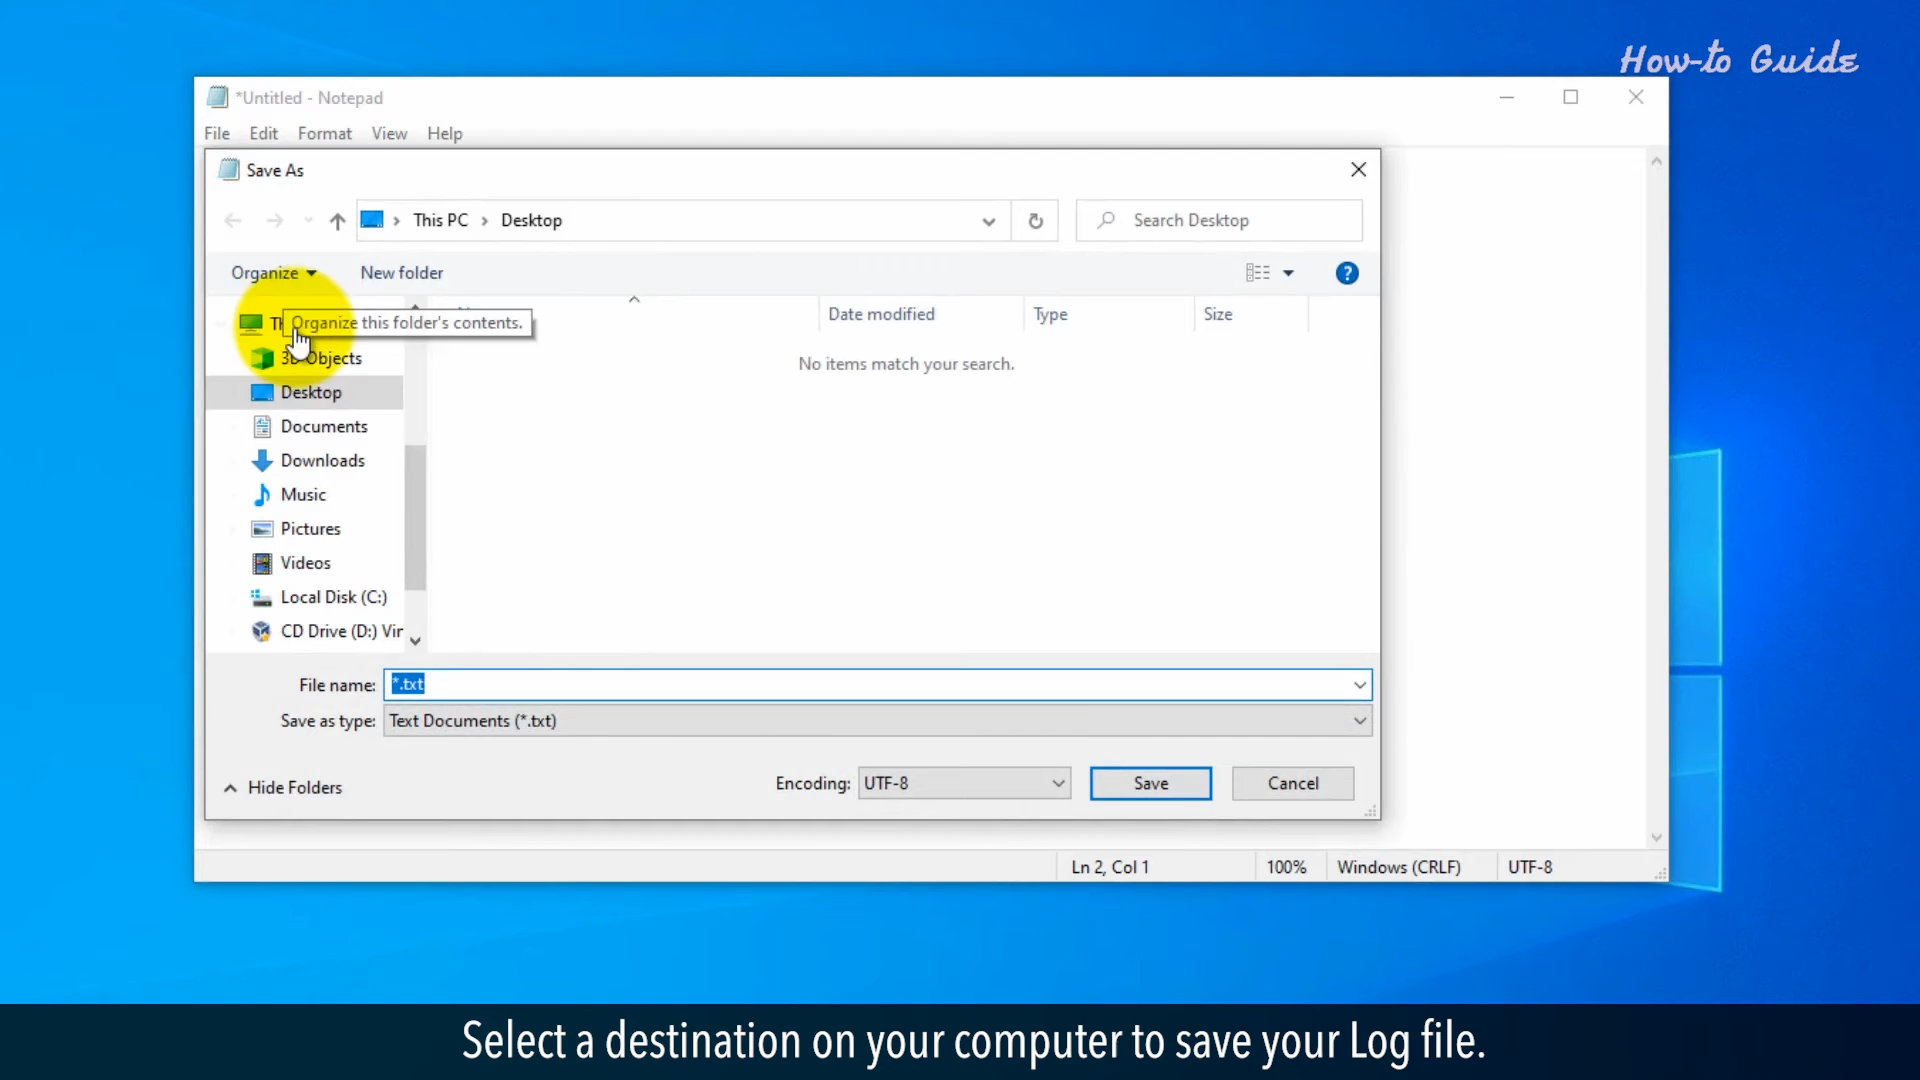 How-to Guide
*Untitled - Notepad
File Edit Format View Help
Save As
This PC Desktop
Search Desktop
Organize New folder
Organize this folder's contents.
Date modified Type Size
3D Objects
No items match your search.
Desktop
Documents
Downloads
Music
Pictures
Videos
Local Disk (C:)
CD Drive (D:) Vir
File name: *.txt
Save as type: Text Documents (*.txt)
Hide Folders
Encoding: UTF-8 Save Cancel
Ln 2, Col 1 100% Windows (CRLF) UTF-8
Select a destination on your computer to save your Log file.